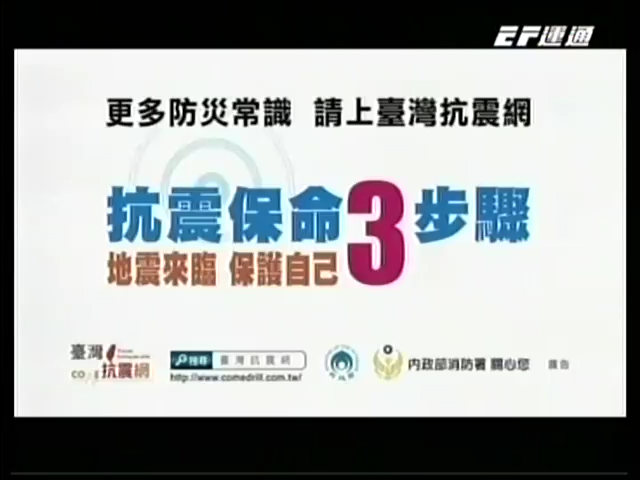 EF運通
更多防災常識 請上臺灣抗震網
抗震保命3步驟
地震來臨 保護自己
臺灣
抗震網
搜尋 臺灣抗震網
http://www.comedrill.com.tw/
內政部消防署 關心您
廣告